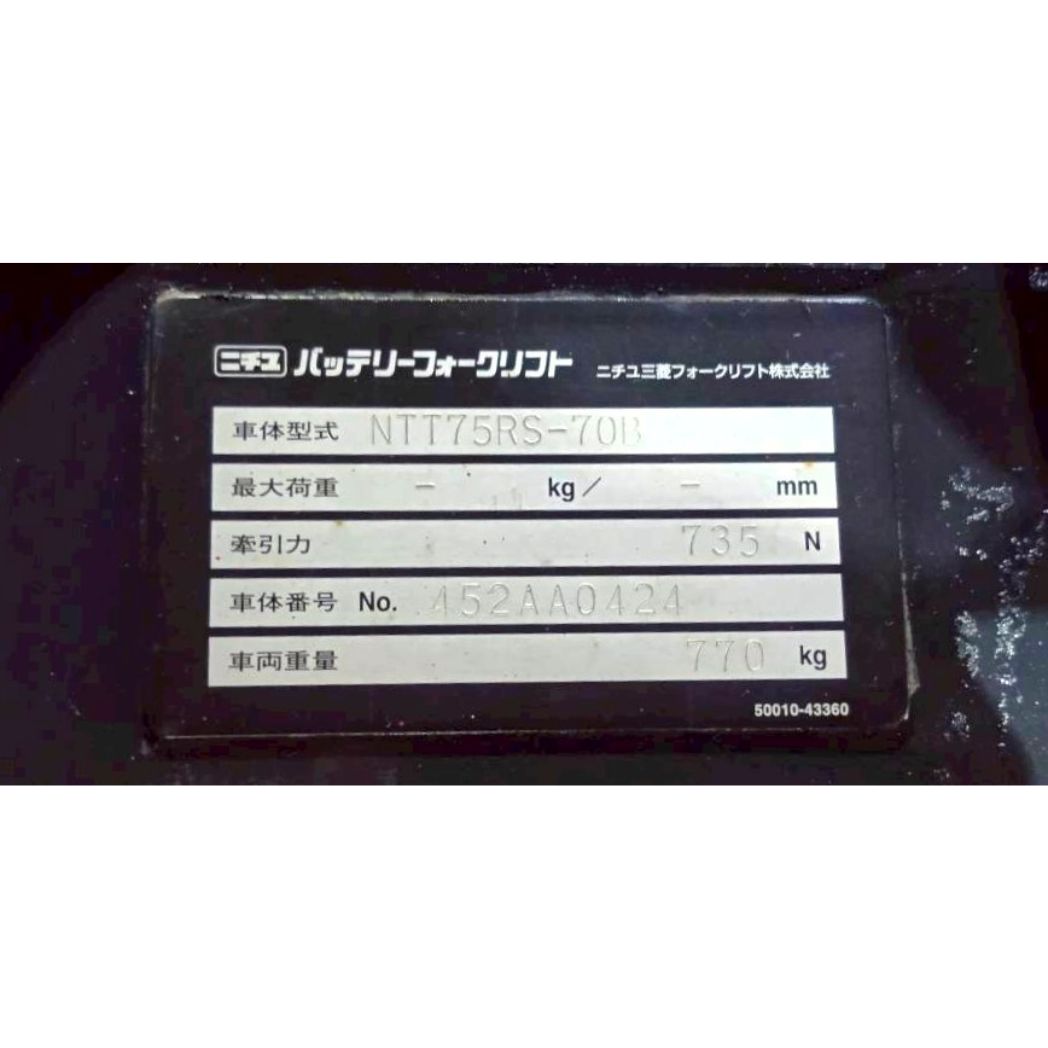 ニチユ バッテリーフォークリフト ニチユ三菱フォークリフト株式会社
車体型式 NTT75RS-70B
最大荷重 - kg/ - mm
牽引力 735 N
車体番号 No. 452AA0424
車両重量 770 kg
50010-43360